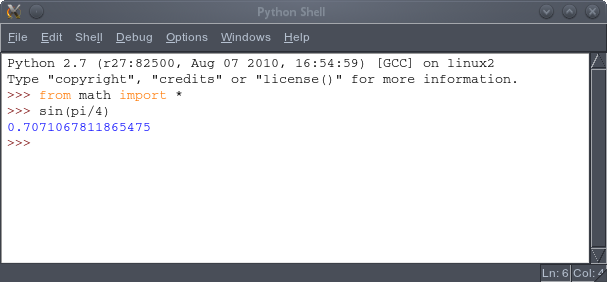 Python Shell
File Edit Shell Debug Options Windows Help
Python 2.7 (r27:82500, Aug 07 2010, 16:54:59) [GCC] on linux2
Type "copyright", "credits" or "license()" for more information.
>>> from math import *
>>> sin(pi/4)
0.7071067811865475
>>>
Ln: 6 Col: 4